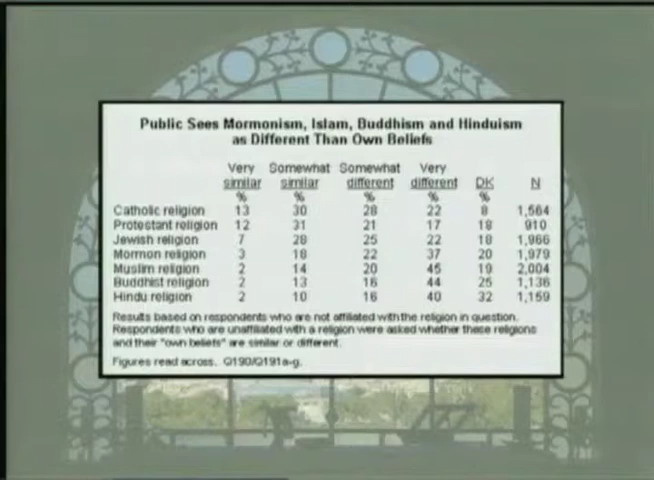 Public Sees Mormonism, Islam, Buddhism and Hinduism
as Different Than Own Beliefs
Very Somewhat Somewhat Very
similar similar different different DK N
% % % % %
Catholic religion 13 30 28 22 8 1,564
Protestant religion 12 31 21 17 18 910
Jewish religion 7 28 25 22 18 1,966
Mormon religion 3 18 22 37 20 1,979
Muslim religion 2 14 20 45 19 2,004
Buddhist religion 2 13 16 44 25 1,136
Hindu religion 2 10 16 40 32 1,159
Results based on respondents who are not affiliated with the religion in question.
Respondents who are unaffiliated with a religion were asked whether these religions
and their "own beliefs" are similar or different.
Figures read across. Q190/Q191a-g.